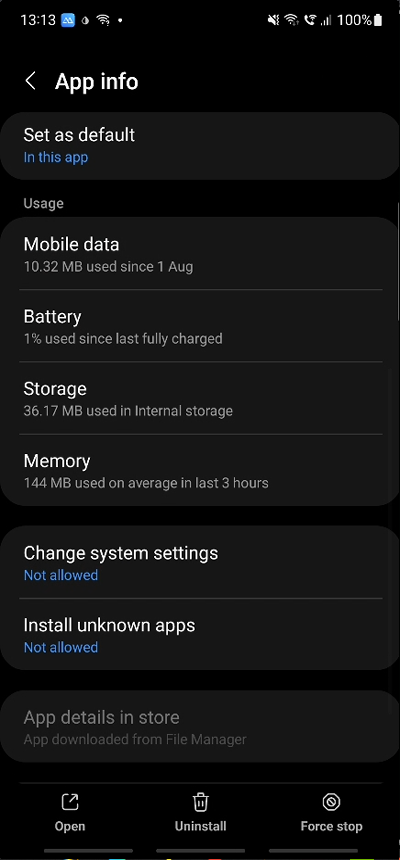 13:13
100%
App info
Set as default
In this app
Usage
Mobile data
10.32 MB used since 1 Aug
Battery
1% used since last fully charged
Storage
36.17 MB used in Internal storage
Memory
144 MB used on average in last 3 hours
Change system settings
Not allowed
Install unknown apps
Not allowed
App details in store
App downloaded from File Manager
Open
Uninstall
Force stop